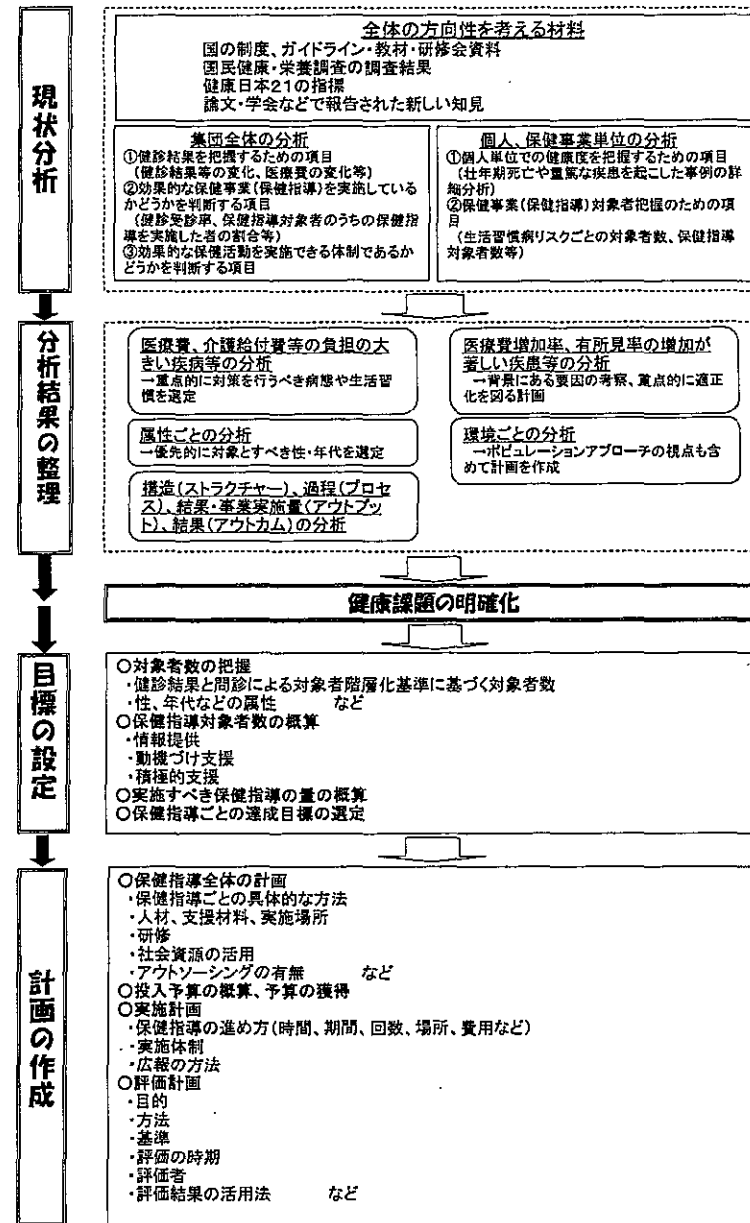 現状分析
全体の方向性を考える材料
国の制度、ガイドライン・教材・研修会資料
国民健康・栄養調査の調査結果
健康日本21の指標
論文・学会などで報告された新しい知見
集団全体の分析
①健診結果を把握するための項目
(健診結果等の変化、医療費の変化等)
②効果的な保健事業(保健指導)を実施している
かどうかを判断する項目
(健診受診率、保健指導対象者のうちの保健指
導を実施した者の割合等)
③効果的な保健活動を実施できる体制であるか
どうかを判断する項目
個人、保健事業単位の分析
①個人単位での健康度を把握するための項目
(壮年期死亡や重篤な疾患を起こした事例の詳
細分析)
②保健事業(保健指導)対象者把握のための項
目
(生活習慣病リスクごとの対象者数、保健指導
対象者数等)
分析結果の整理
医療費、介護給付費等の負担の大
きい疾病等の分析
→重点的に対策を行うべき病態や生活習
慣を選定
医療費増加率、有所見率の増加が
著しい疾患等の分析
→背景にある要因の考察、重点的に適正
化を図る計画
属性ごとの分析
→優先的に対象とすべき性・年代を選定
環境ごとの分析
→ポピュレーションアプローチの視点も含
めて計画を作成
構造(ストラクチャー)、過程(プロセ
ス)、結果・事業実施量(アウトプッ
ト)、結果(アウトカム)の分析
健康課題の明確化
目標の設定
○対象者数の把握
・健診結果と問診による対象者階層化基準に基づく対象者数
・性、年代などの属性 など
○保健指導対象者数の概算
・情報提供
・動機づけ支援
・積極的支援
○実施すべき保健指導の量の概算
○保健指導ごとの達成目標の選定
計画の作成
○保健指導全体の計画
・保健指導ごとの具体的な方法
・人材、支援材料、実施場所
・研修
・社会資源の活用
・アウトソーシングの有無 など
○投入予算の概算、予算の獲得
○実施計画
・保健指導の進め方(時間、期間、回数、場所、費用など)
・実施体制
・広報の方法
○評価計画
・目的
・方法
・基準
・評価の時期
・評価者
・評価結果の活用法 など